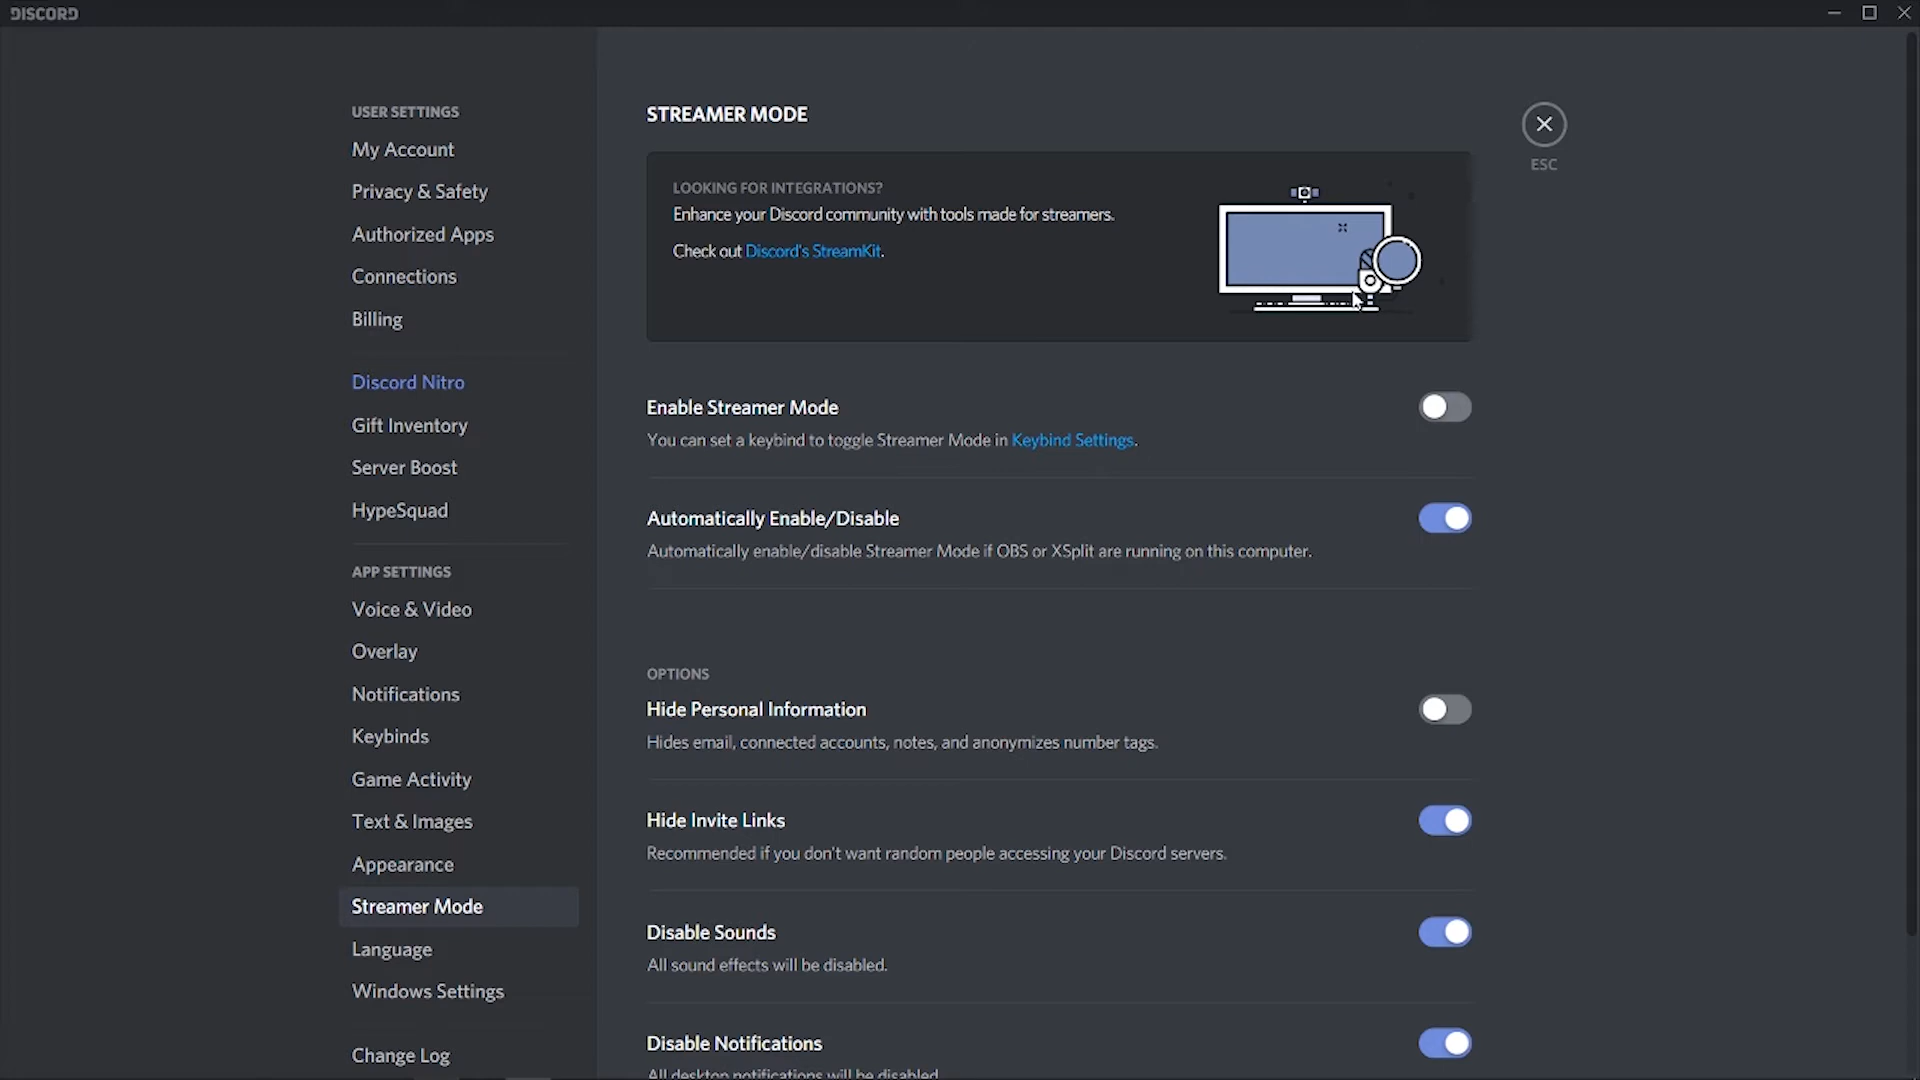 DISCORD
USER SETTINGS
My Account
Privacy & Safety
Authorized Apps
Connections
Billing
Discord Nitro
Gift Inventory
Server Boost
HypeSquad
APP SETTINGS
Voice & Video
Overlay
Notifications
Keybinds
Game Activity
Text & Images
Appearance
Streamer Mode
Language
Windows Settings
Change Log
STREAMER MODE
ESC
LOOKING FOR INTEGRATIONS?
Enhance your Discord community with tools made for streamers.
Check out Discord's StreamKit.
Enable Streamer Mode
You can set a keybind to toggle Streamer Mode in Keybind Settings.
Automatically Enable/Disable
Automatically enable/disable Streamer Mode if OBS or XSplit are running on this computer.
OPTIONS
Hide Personal Information
Hides email, connected accounts, notes, and anonymizes number tags.
Hide Invite Links
Recommended if you don't want random people accessing your Discord servers.
Disable Sounds
All sound effects will be disabled.
Disable Notifications
All desktop notifications will be disabled.